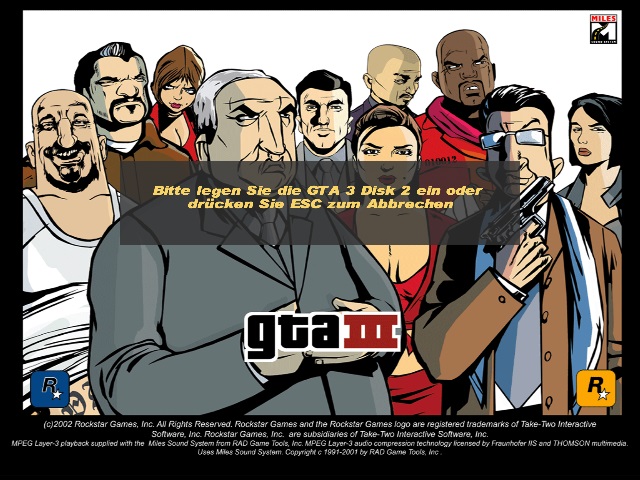 MILES
SOUND SYSTEM
010012
Bitte legen Sie die GTA 3 Disk 2 ein oder
drücken Sie ESC zum Abbrechen
gta III
R
R
(c)2002 Rockstar Games, Inc. All Rights Reserved. Rockstar Games and the Rockstar Games logo are registered trademarks of Take-Two Interactive
Software, Inc. Rockstar Games, Inc. are subsidiaries of Take-Two Interactive Software, Inc.
MPEG Layer-3 playback supplied with the Miles Sound System from RAD Game Tools, Inc. MPEG Layer-3 audio compression technology licensed by Fraunhofer IIS and THOMSON multimedia.
Uses Miles Sound System. Copyright c 1991-2001 by RAD Game Tools, Inc .